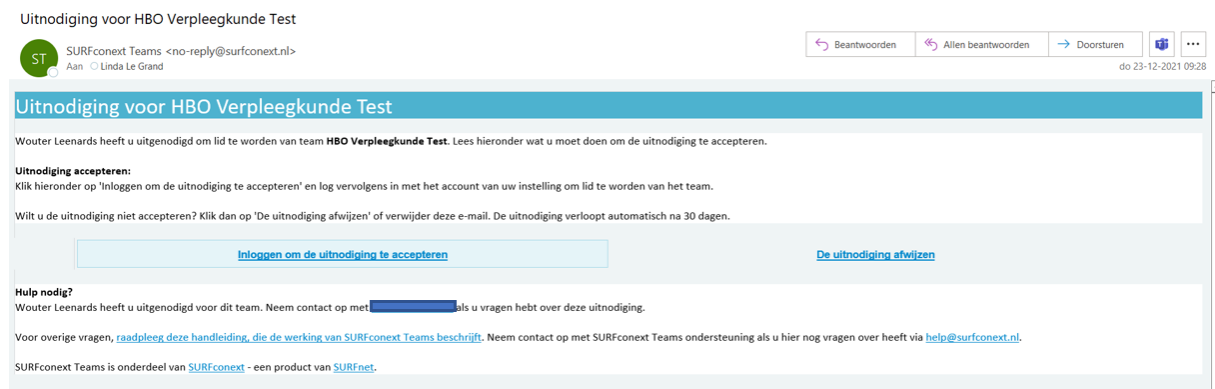 Uitnodiging voor HBO Verpleegkunde Test
ST
SURFconext Teams <no-reply@surfconext.nl>
Aan Linda Le Grand
Beantwoorden
Allen beantwoorden
Doorsturen
do 23-12-2021 09:28
Uitnodiging voor HBO Verpleegkunde Test
Wouter Leenards heeft u uitgenodigd om lid te worden van team HBO Verpleegkunde Test. Lees hieronder wat u moet doen om de uitnodiging te accepteren.
Uitnodiging accepteren:
Klik hieronder op 'Inloggen om de uitnodiging te accepteren' en log vervolgens in met het account van uw instelling om lid te worden van het team.
Wilt u de uitnodiging niet accepteren? Klik dan op 'De uitnodiging afwijzen' of verwijder deze e-mail. De uitnodiging verloopt automatisch na 30 dagen.
Inloggen om de uitnodiging te accepteren
De uitnodiging afwijzen
Hulp nodig?
Wouter Leenards heeft u uitgenodigd voor dit team. Neem contact op met als u vragen hebt over deze uitnodiging.
Voor overige vragen, raadpleeg deze handleiding, die de werking van SURFconext Teams beschrijft. Neem contact op met SURFconext Teams ondersteuning als u hier nog vragen over heeft via help@surfconext.nl.
SURFconext Teams is onderdeel van SURFconext - een product van SURFnet.